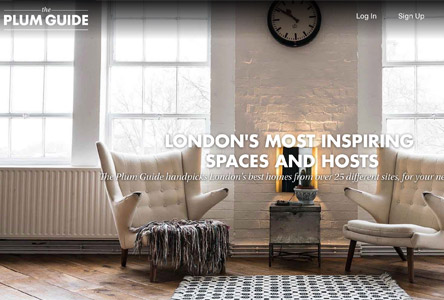 the
PLUM GUIDE
Log In Sign Up
LONDON'S MOST INSPIRING
SPACES AND HOSTS
The Plum Guide handpicks London's best homes from over 25 different sites, for your